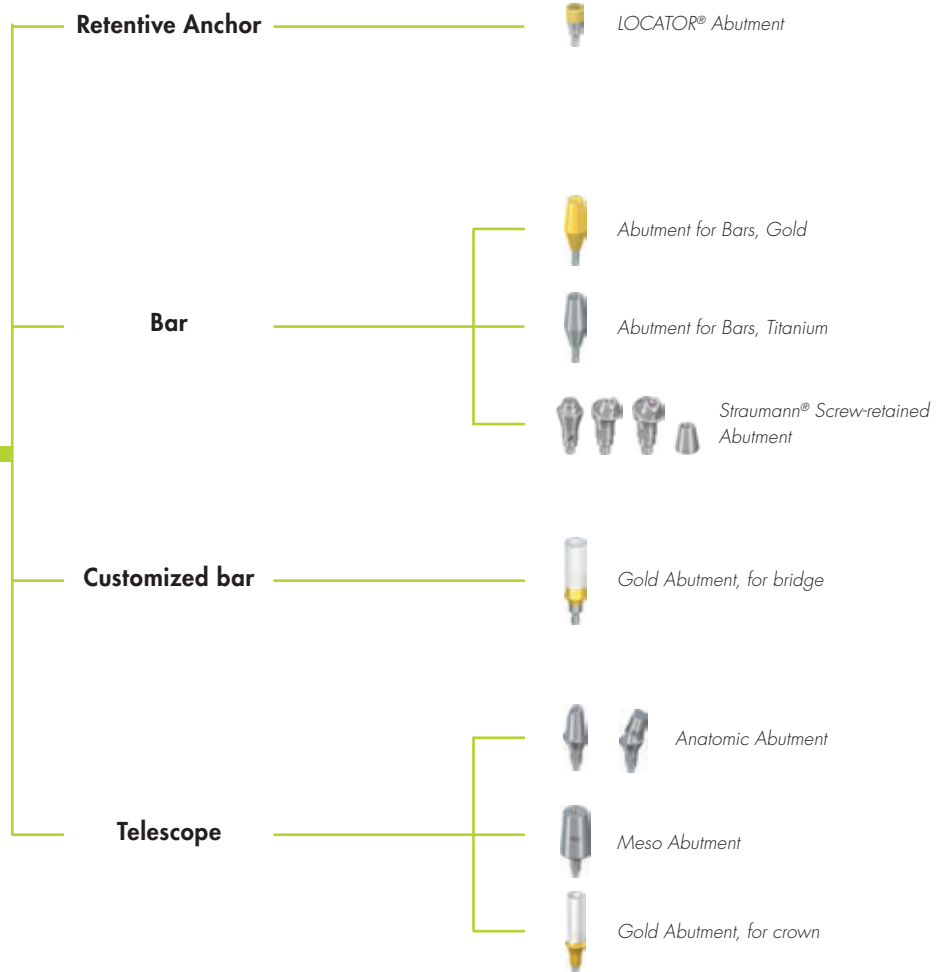 Retentive Anchor
LOCATOR® Abutment
Abutment for Bars, Gold
Bar
Abutment for Bars, Titanium
Straumann® Screw-retained
Abutment
Customized bar
Gold Abutment, for bridge
Anatomic Abutment
Telescope
Meso Abutment
Gold Abutment, for crown